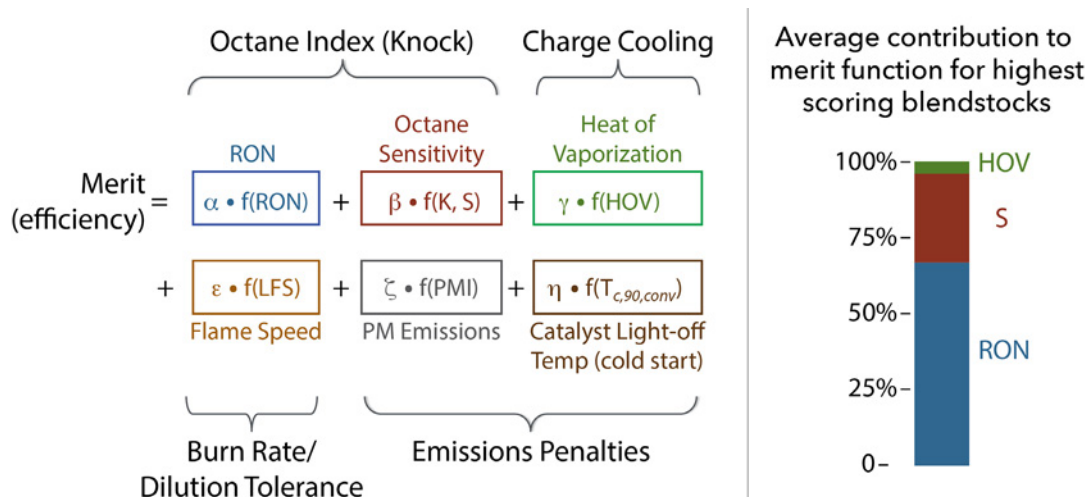 Octane Index (Knock)
Charge Cooling
RON
Octane
Sensitivity
Heat of
Vaporization
Merit
(efficiency)
=
α • f(RON)
+
β • f(K, S)
+
γ • f(HOV)
+
ε • f(LFS)
+
ζ • f(PMI)
+
η • f(T_c,90,conv)
Flame Speed
PM Emissions
Catalyst Light-off
Temp (cold start)
Burn Rate/
Dilution Tolerance
Emissions Penalties
Average contribution to
merit function for highest
scoring blendstocks
100%
HOV
S
75%
50%
RON
25%
0